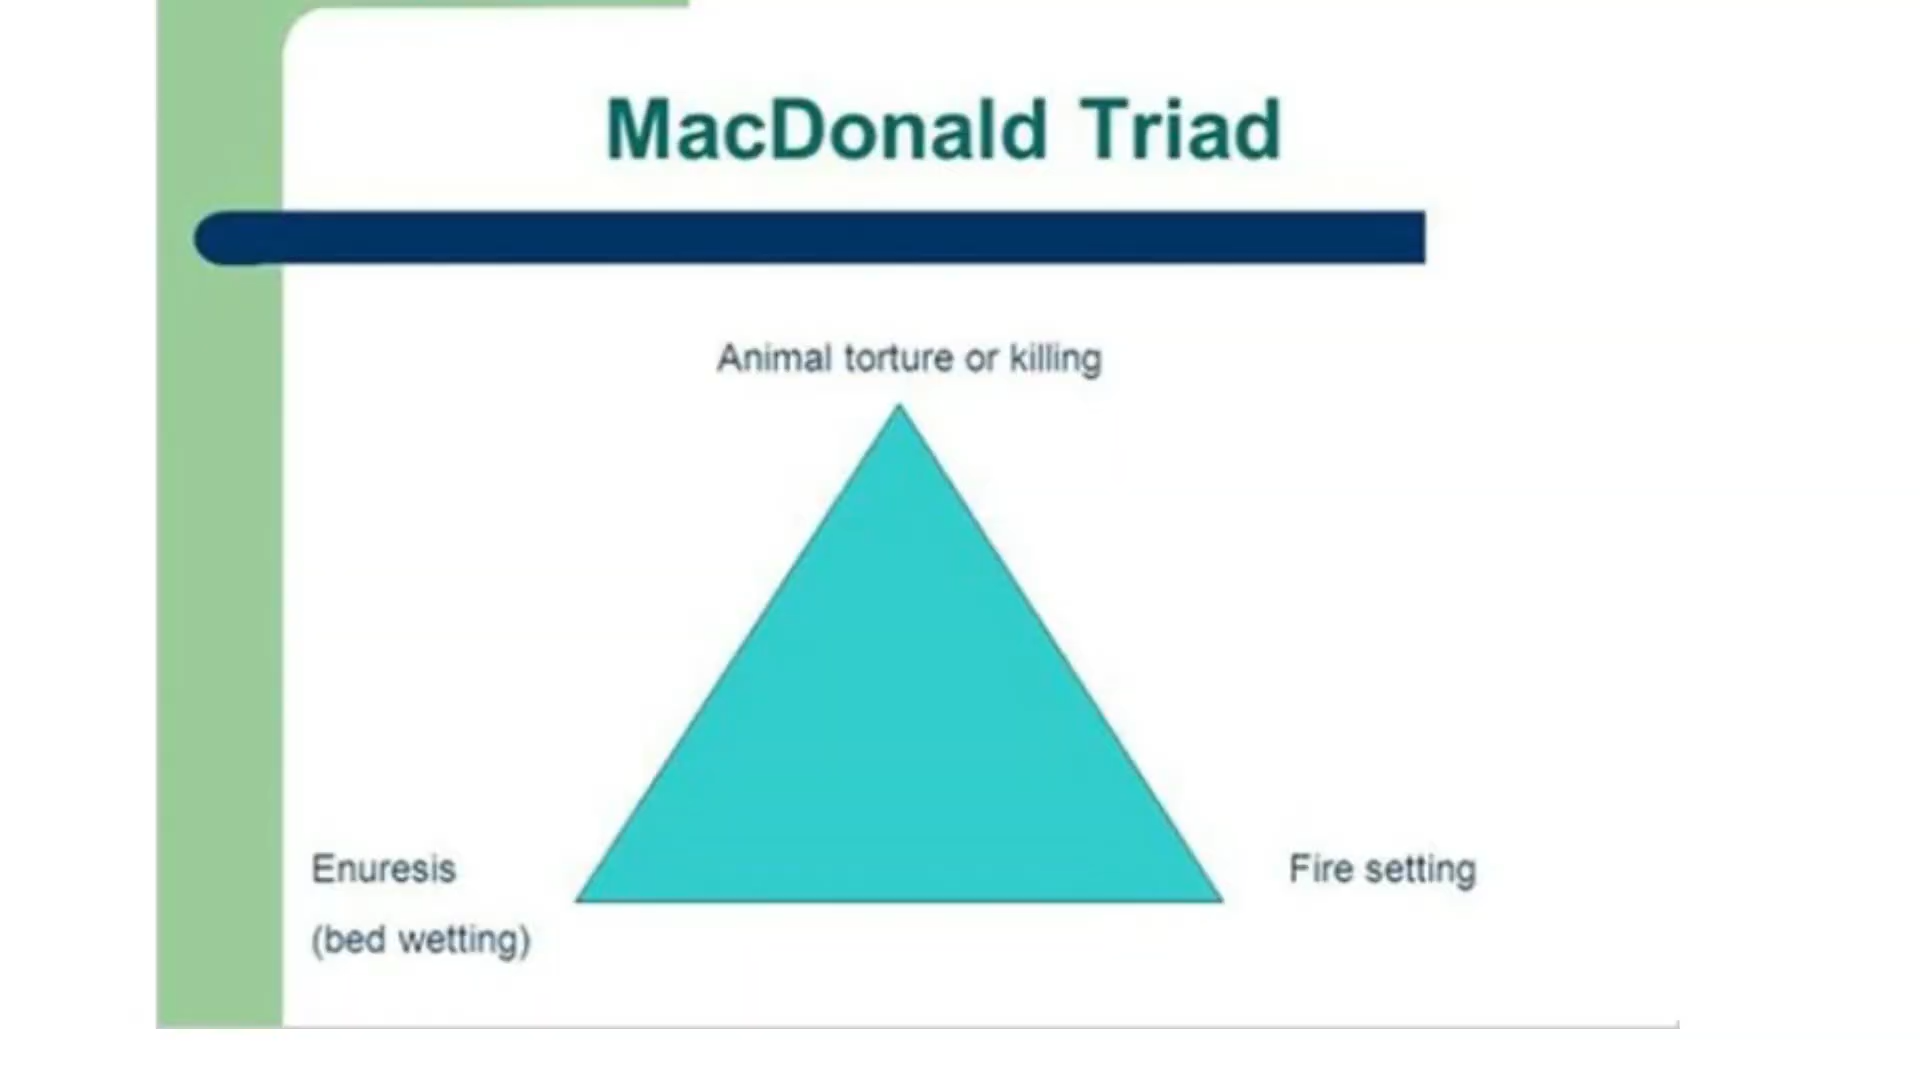 MacDonald Triad
Animal torture or killing
Enuresis
(bed wetting)
Fire setting